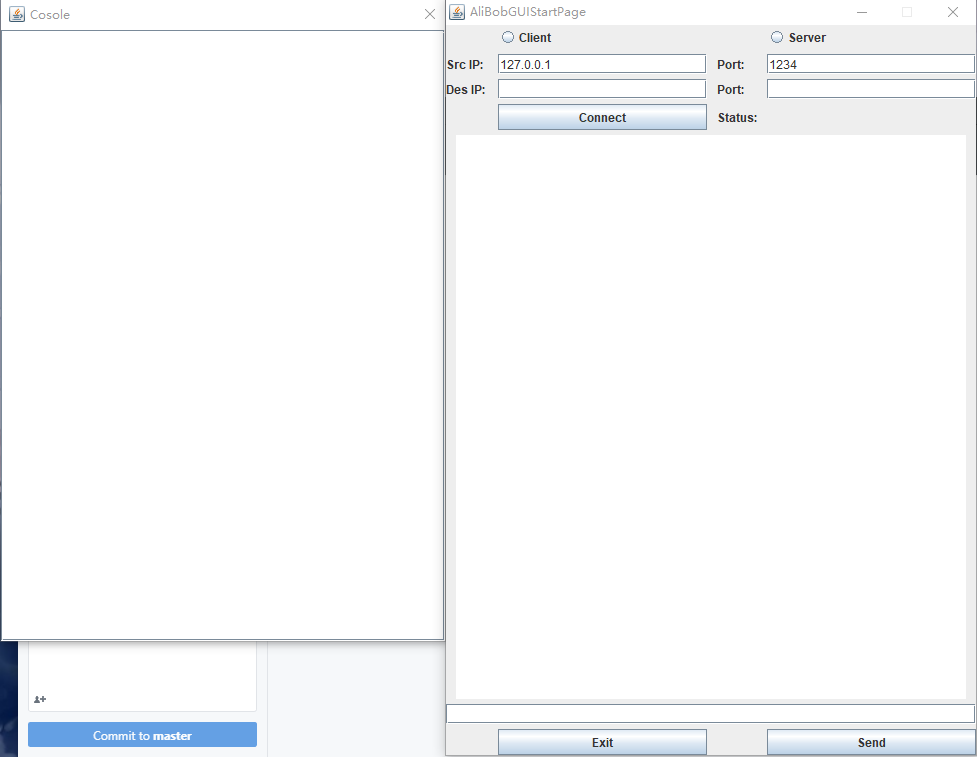 Cosole
AliBobGUIStartPage
Client
Server
Src IP:
127.0.0.1
Port:
1234
Des IP:
Port:
Connect
Status:
Commit to master
Exit
Send